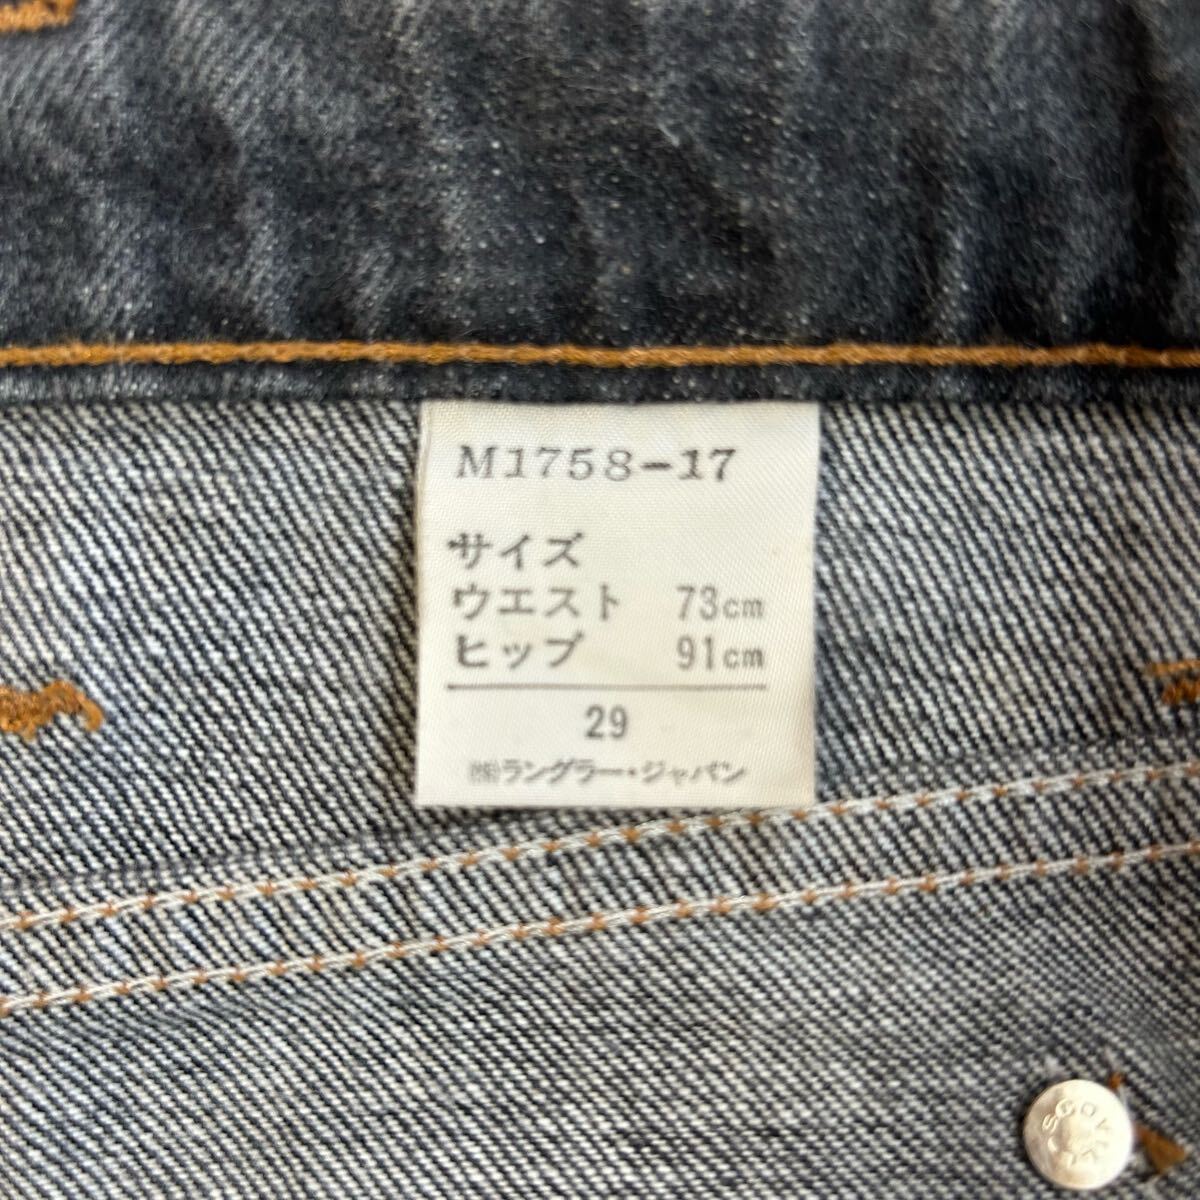 M1758-17
サイズ
ウエスト 73cm
ヒップ 91cm
29
㈱ラングラー・ジャパン
SCOVILL